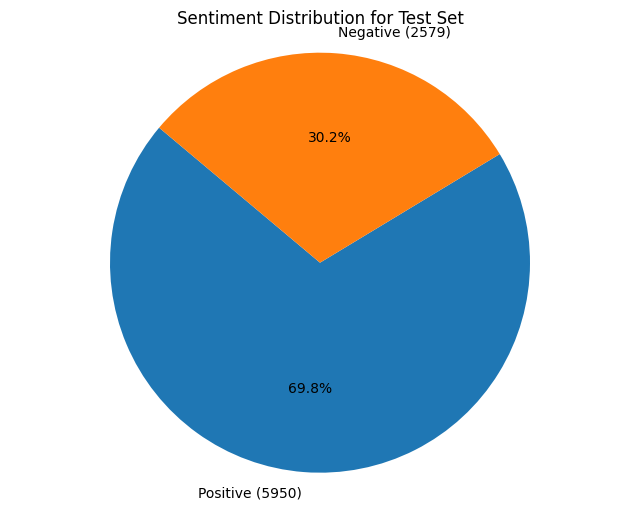 Sentiment Distribution for Test Set
Negative (2579)
30.2%
69.8%
Positive (5950)